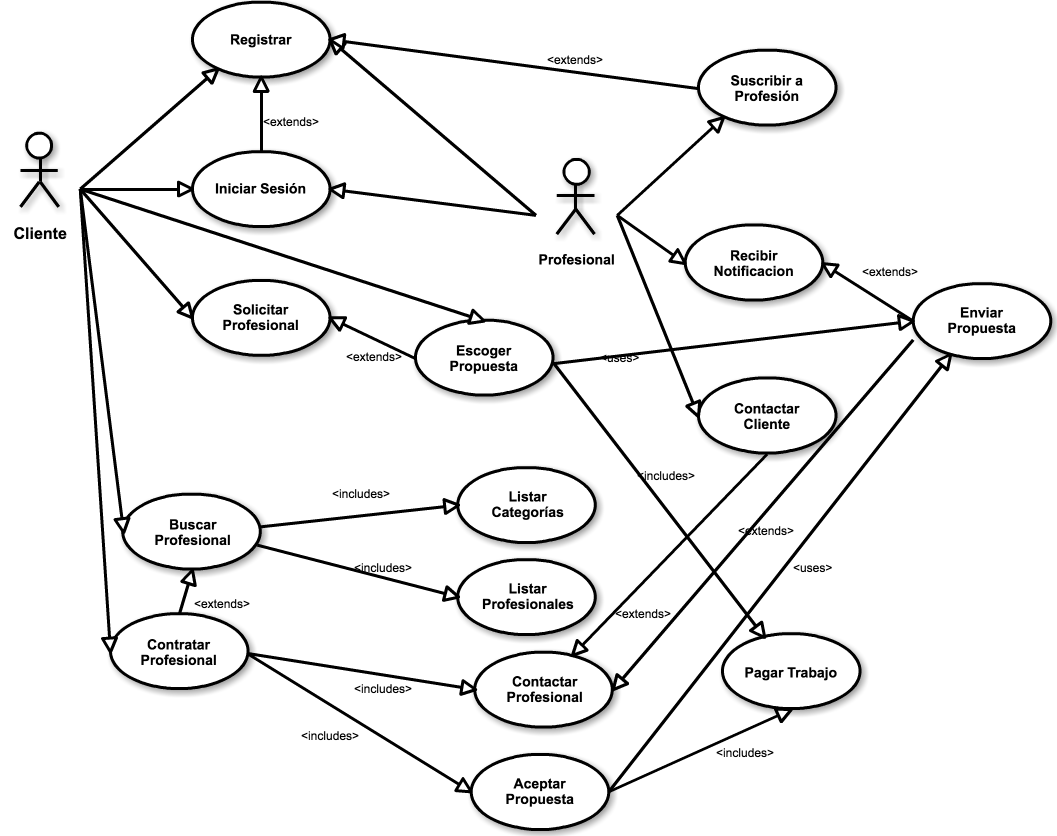 Registrar
<extends>
Suscribir a
Profesión
<extends>
Iniciar Sesión
Cliente
Profesional
Recibir
Notificacion
<extends>
Enviar
Propuesta
Solicitar
Profesional
<extends>
Escoger
Propuesta
<uses>
Contactar
Cliente
<includes>
Listar
Categorías
<includes>
Buscar
Profesional
<extends>
<includes>
<uses>
Listar
Profesionales
<extends>
<extends>
Contratar
Profesional
Contactar
Profesional
<includes>
Pagar Trabajo
<includes>
<includes>
Aceptar
Propuesta